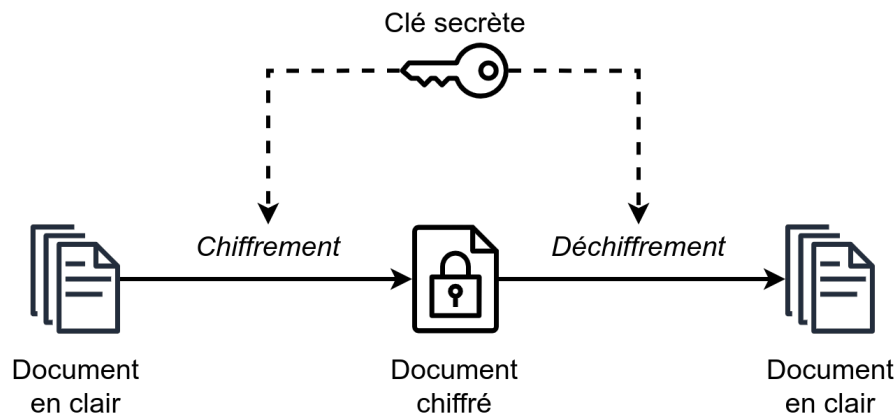 Clé secrète
Chiffrement
Déchiffrement
Document
en clair
Document
chiffré
Document
en clair